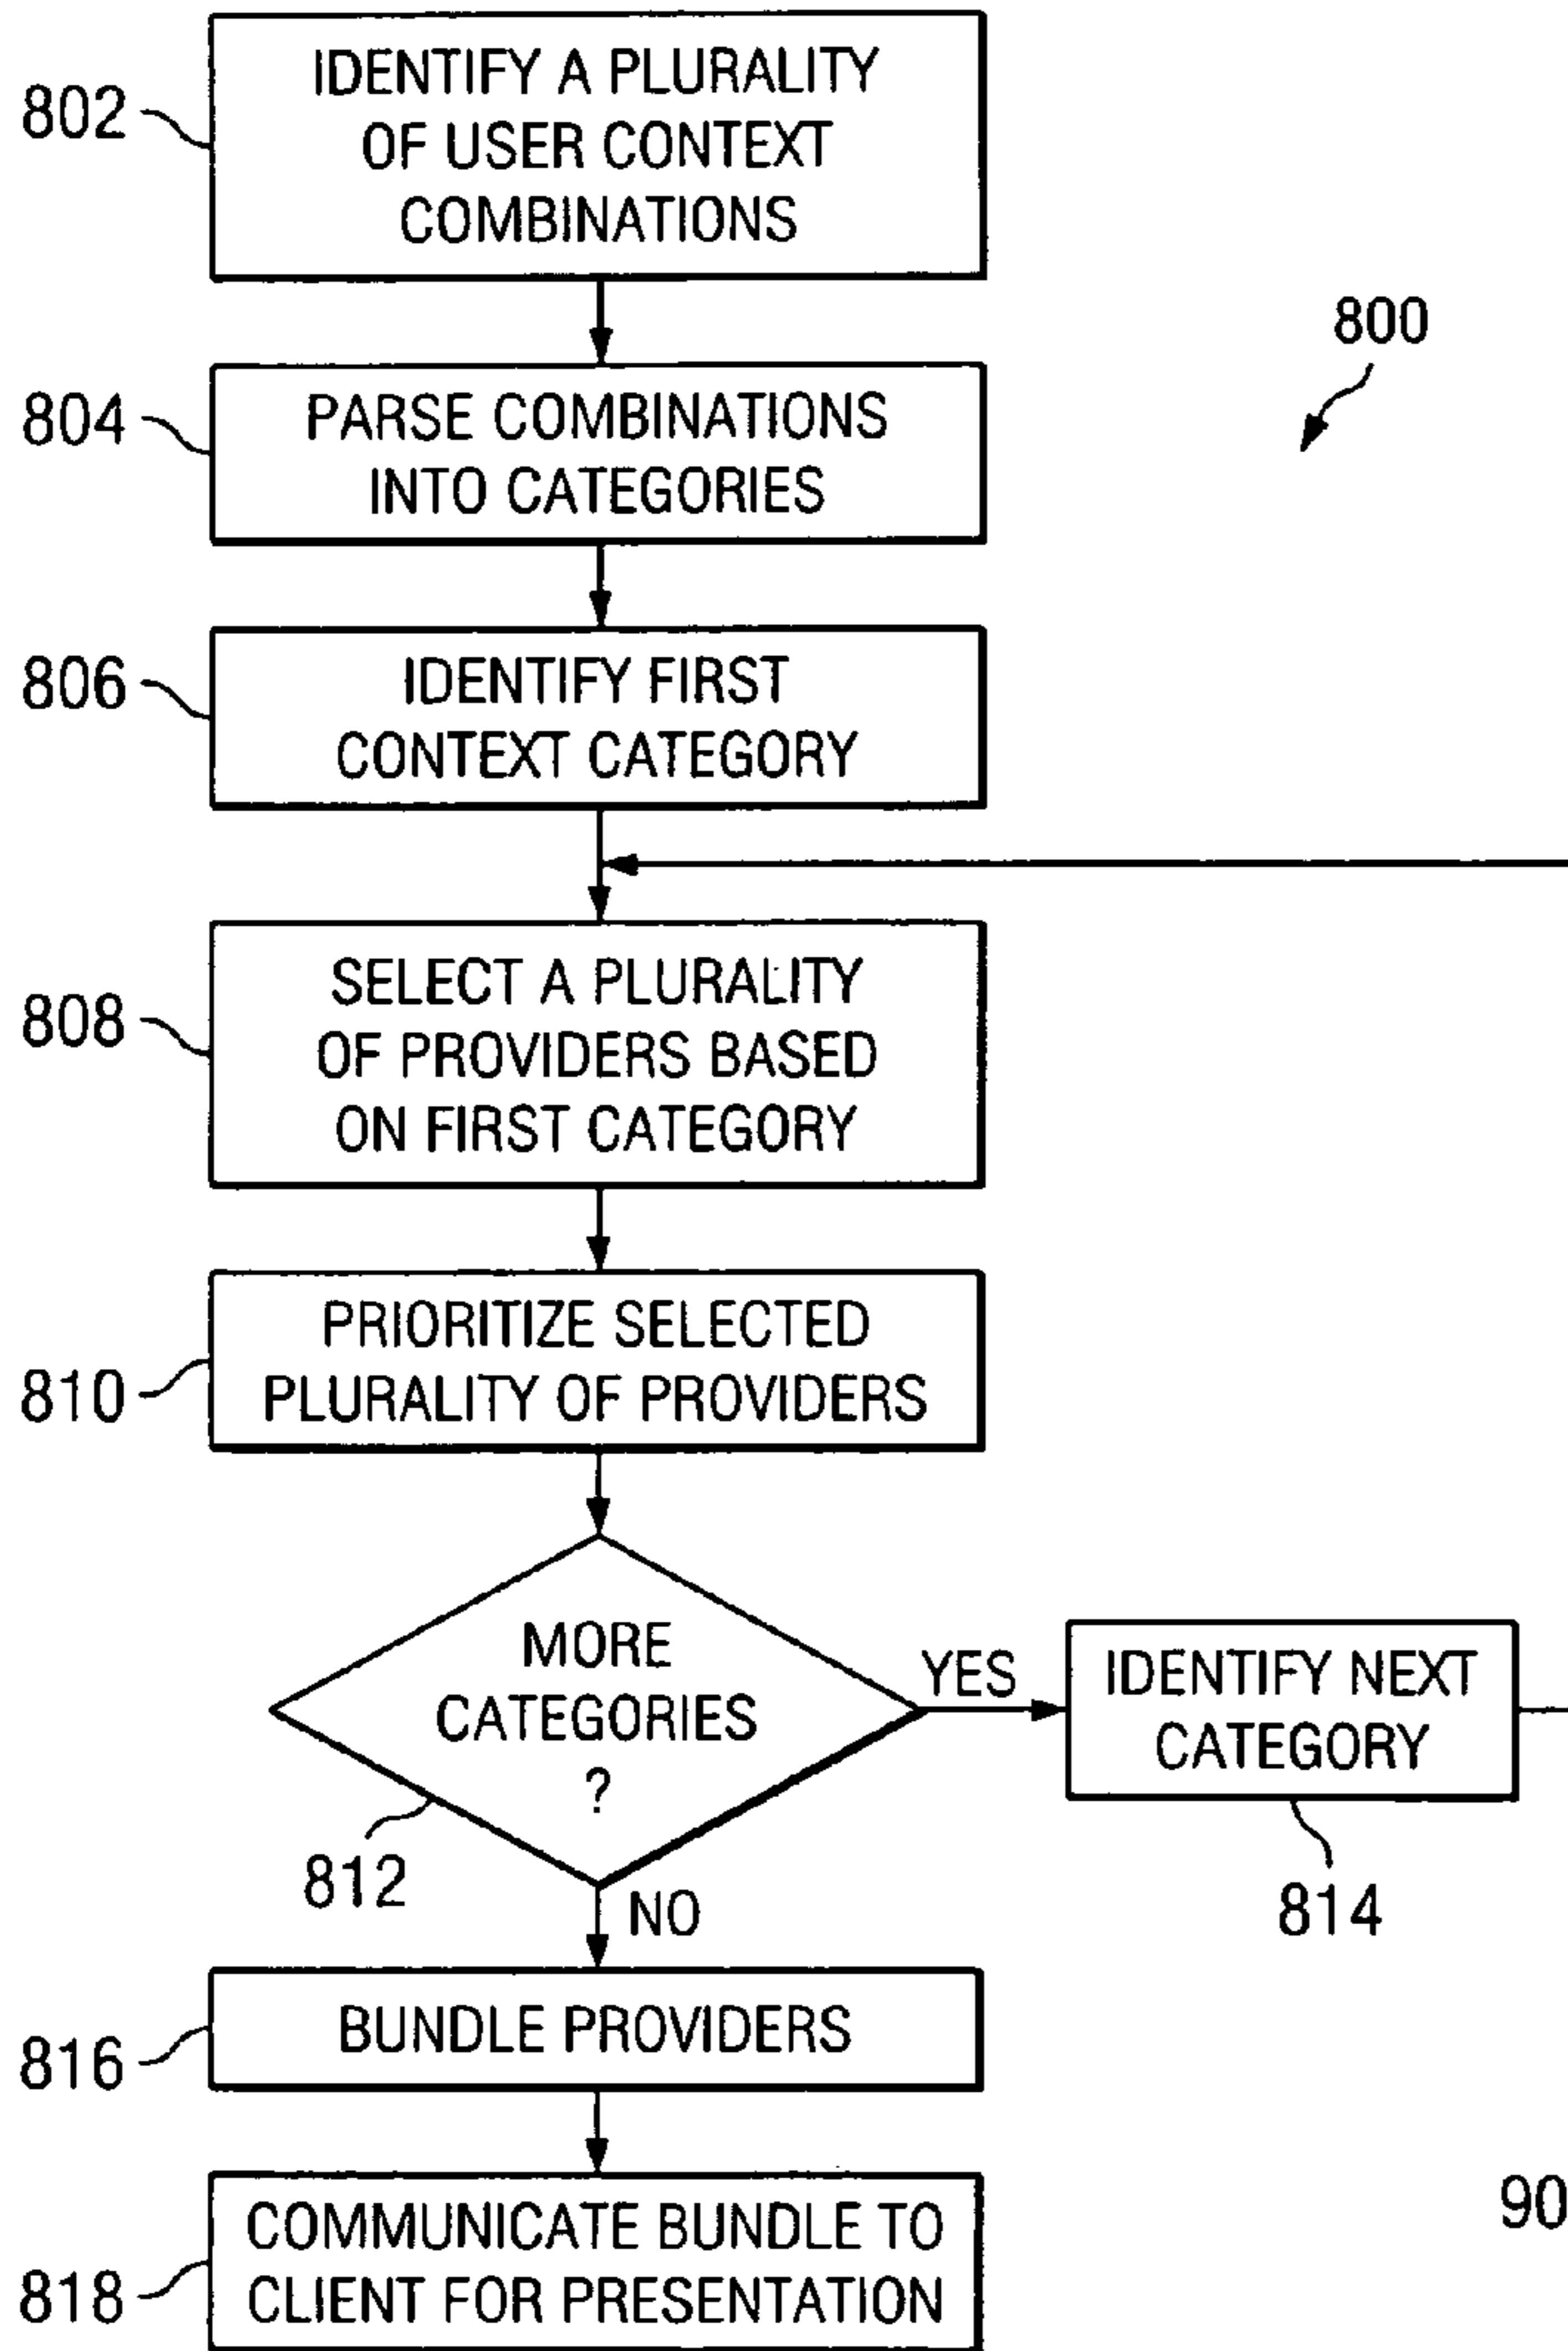 802
IDENTIFY A PLURALITY
OF USER CONTEXT
COMBINATIONS
800
804
PARSE COMBINATIONS
INTO CATEGORIES
806
IDENTIFY FIRST
CONTEXT CATEGORY
808
SELECT A PLURALITY
OF PROVIDERS BASED
ON FIRST CATEGORY
810
PRIORITIZE SELECTED
PLURALITY OF PROVIDERS
MORE
CATEGORIES
?
812
YES
IDENTIFY NEXT
CATEGORY
814
NO
816
BUNDLE PROVIDERS
90
818
COMMUNICATE BUNDLE TO
CLIENT FOR PRESENTATION